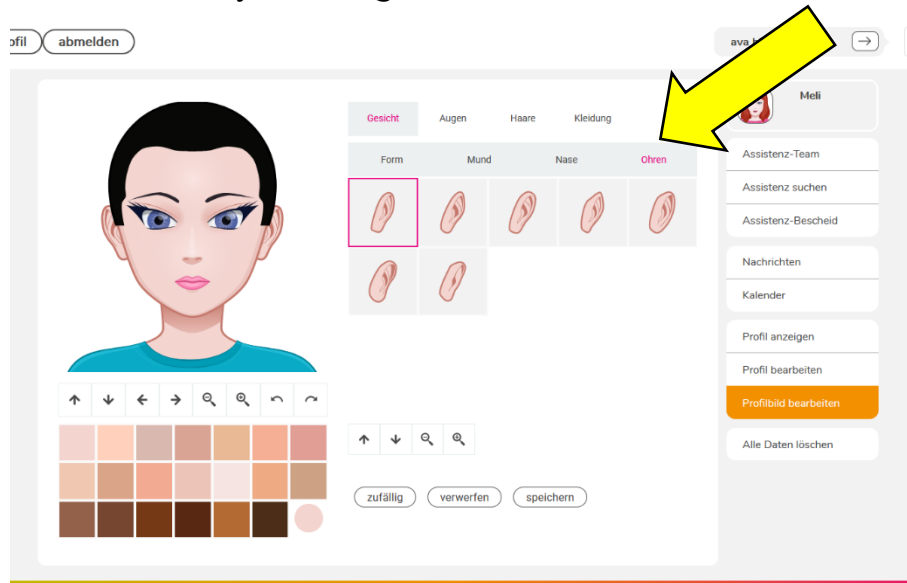 abmelden
ava
Meli
Gesicht Augen Haare Kleidung
Form Mund Nase Ohren
Assistenz-Team
Assistenz suchen
Assistenz-Bescheid
Nachrichten
Kalender
Profil anzeigen
Profil bearbeiten
Profilbild bearbeiten
Alle Daten löschen
zufällig verwerfen speichern